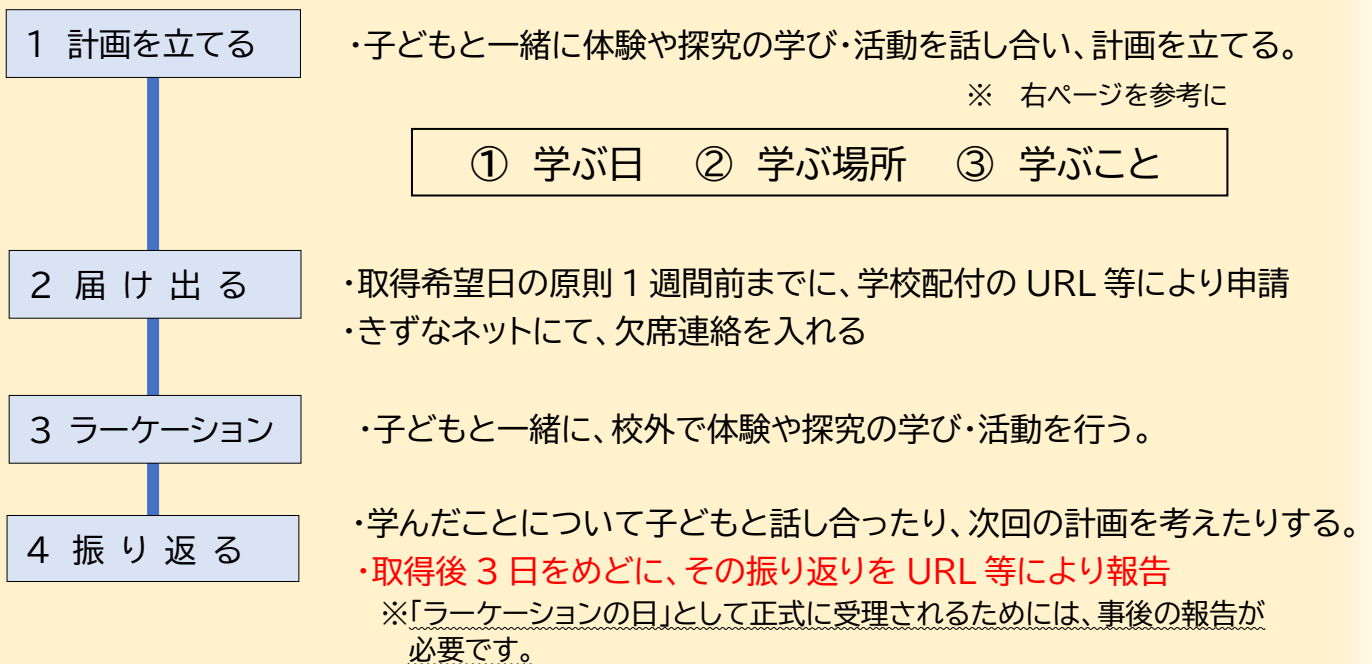 1 計画を立てる
・子どもと一緒に体験や探究の学び・活動を話し合い、計画を立てる。
※ 右ページを参考に
① 学ぶ日 ② 学ぶ場所 ③ 学ぶこと
2 届 け 出 る
・取得希望日の原則1週間前までに、学校配付の URL 等により申請
・きずなネットにて、欠席連絡を入れる
3 ラーケーション
・子どもと一緒に、校外で体験や探究の学び・活動を行う。
4 振 り 返 る
・学んだことについて子どもと話し合ったり、次回の計画を考えたりする。
・取得後 3 日をめどに、その振り返りを URL 等により報告
※「ラーケーションの日」として正式に受理されるためには、事後の報告が
必要です。